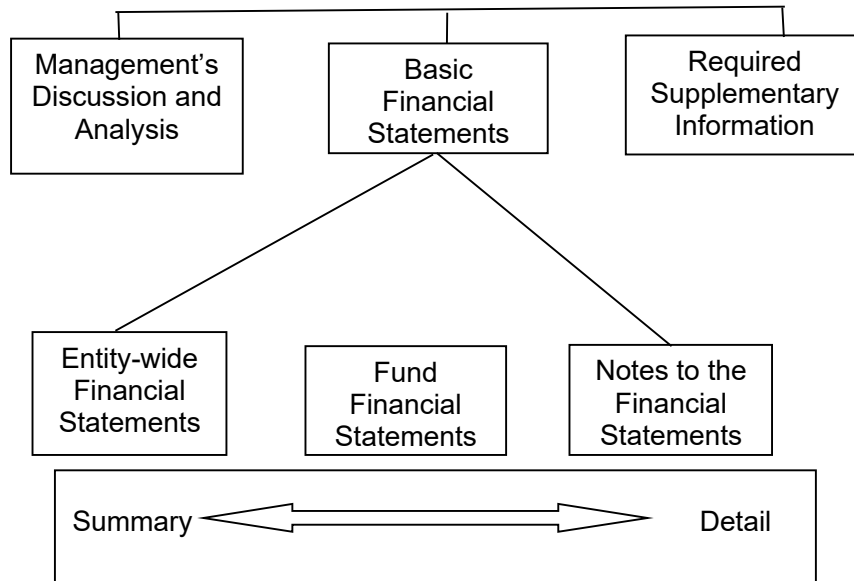 Management’s
Discussion and
Analysis
Basic
Financial
Statements
Required
Supplementary
Information
Entity-wide
Financial
Statements
Fund
Financial
Statements
Notes to the
Financial
Statements
Summary
Detail